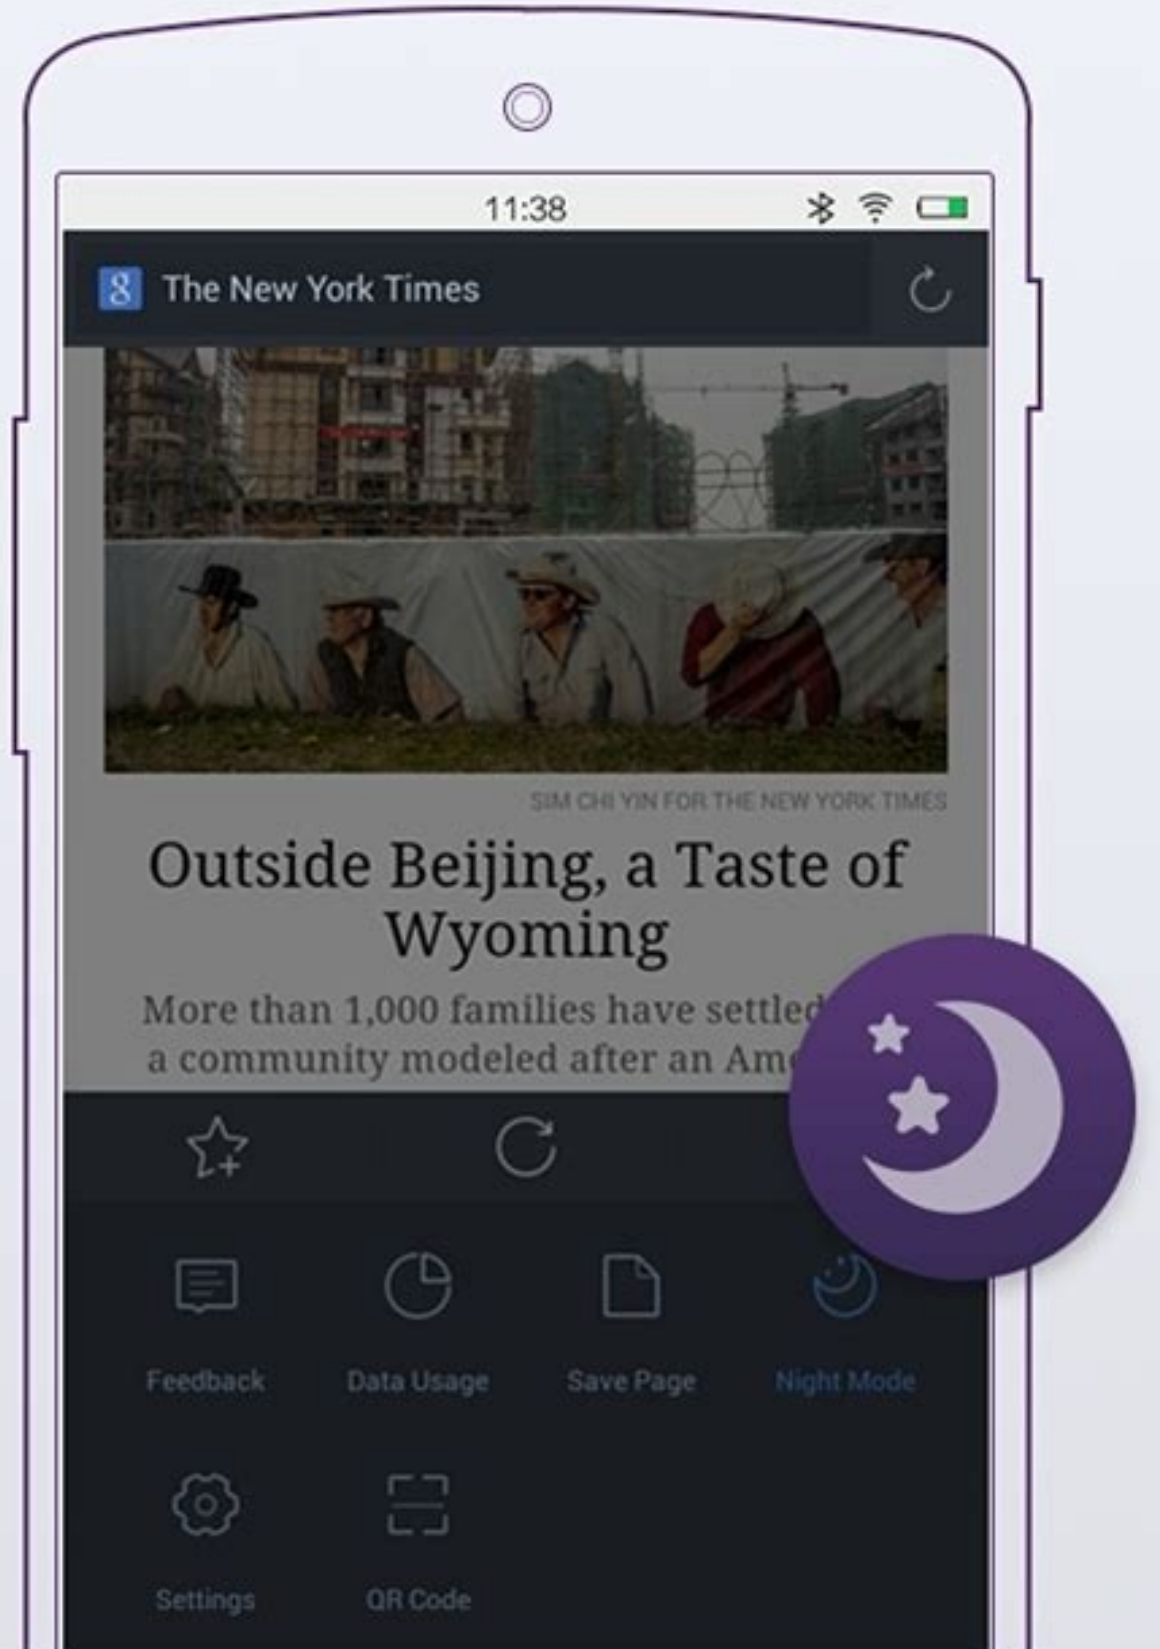 11:38
8 The New York Times
SIM CHI YIN FOR THE NEW YORK TIMES
Outside Beijing, a Taste of
Wyoming
More than 1,000 families have settled
a community modeled after an Am
Feedback Data Usage Save Page Night Mode
Settings QR Code